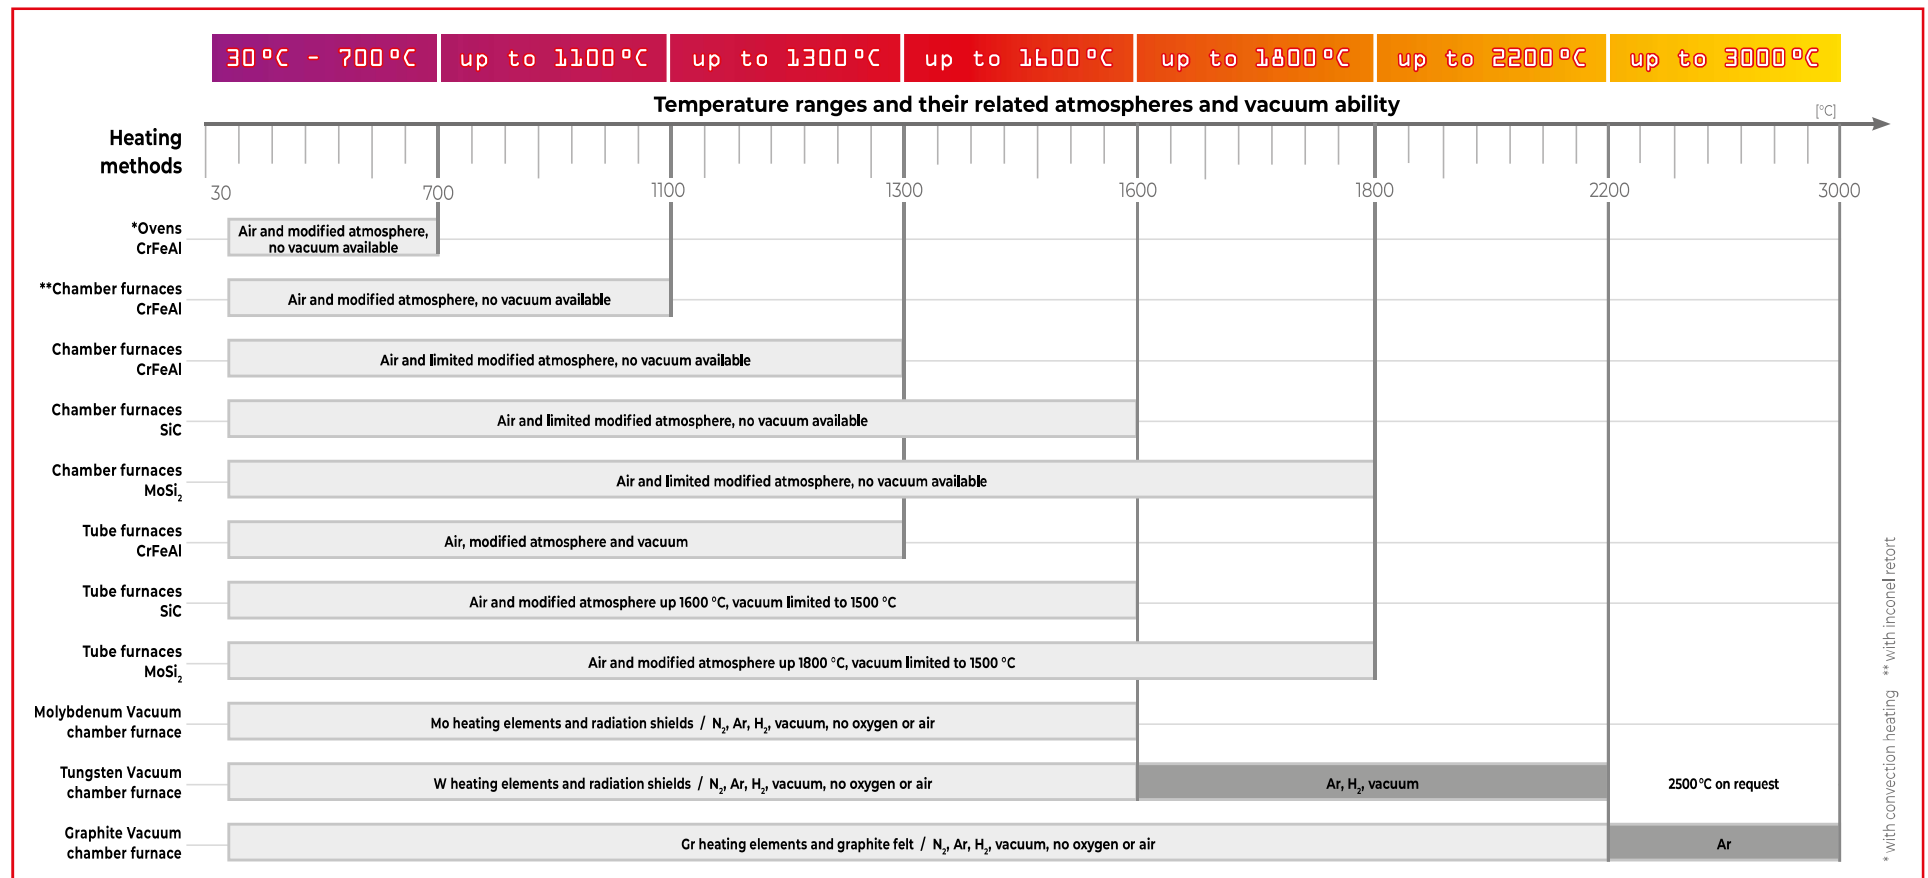 30°C - 700°C up to 1100°C up to 1300°C up to 1600°C up to 1800°C up to 2200°C up to 3000°C
Temperature ranges and their related atmospheres and vacuum ability
[°C]
Heating
methods
30 700 1100 1300 1600 1800 2200 3000
*Ovens
CrFeAl
Air and modified atmosphere,
no vacuum available
**Chamber furnaces
CrFeAl
Air and modified atmosphere, no vacuum available
Chamber furnaces
CrFeAl
Air and limited modified atmosphere, no vacuum available
Chamber furnaces
SiC
Air and limited modified atmosphere, no vacuum available
Chamber furnaces
MoSi₂
Air and limited modified atmosphere, no vacuum available
Tube furnaces
CrFeAl
Air, modified atmosphere and vacuum
Tube furnaces
SiC
Air and modified atmosphere up 1600 °C, vacuum limited to 1500 °C
Tube furnaces
MoSi₂
Air and modified atmosphere up 1800 °C, vacuum limited to 1500 °C
Molybdenum Vacuum
chamber furnace
Mo heating elements and radiation shields / N₂, Ar, H₂, vacuum, no oxygen or air
Tungsten Vacuum
chamber furnace
W heating elements and radiation shields / N₂, Ar, H₂, vacuum, no oxygen or air
Ar, H₂, vacuum
2500°C on request
Graphite Vacuum
chamber furnace
Gr heating elements and graphite felt / N₂, Ar, H₂, vacuum, no oxygen or air
Ar
* with convection heating ** with inconel retort